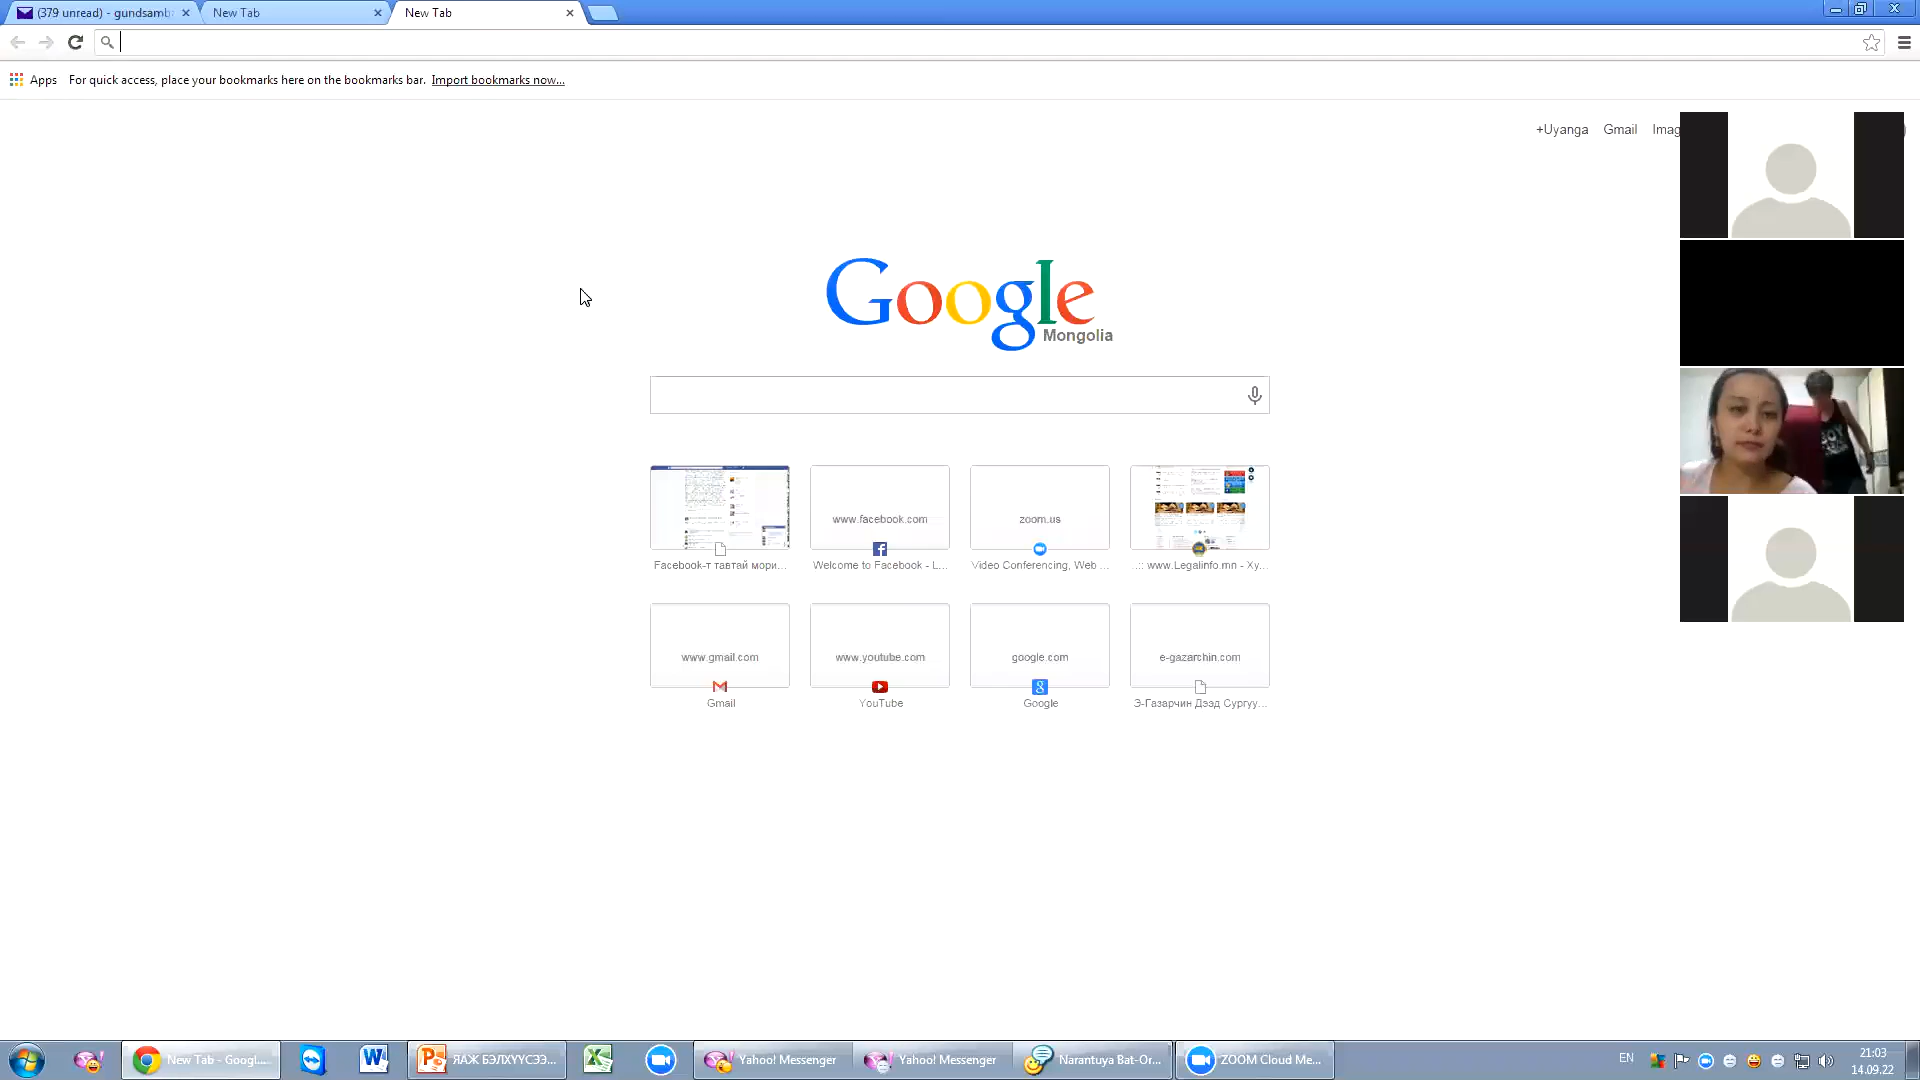 (379 unread) - gundsamb
New Tab
New Tab
Apps
For quick access, place your bookmarks here on the bookmarks bar. Import bookmarks now...
+Uyanga Gmail Imag
Google
Mongolia
www.facebook.com
zoom.us
Facebook-т тавтай мори...
Welcome to Facebook - L...
Video Conferencing, Web ...
..:: www.Legalinfo.mn - Ху...
www.gmail.com
www.youtube.com
google.com
e-gazarchin.com
Gmail
YouTube
Google
Э-Газарчин Дээд Сургуу...
New Tab - Googl...
ЯАЖ БЭЛХҮҮСЭЭ...
Yahoo! Messenger
Yahoo! Messenger
Narantuya Bat-Or...
ZOOM Cloud Me...
EN
21:03
14.09.22